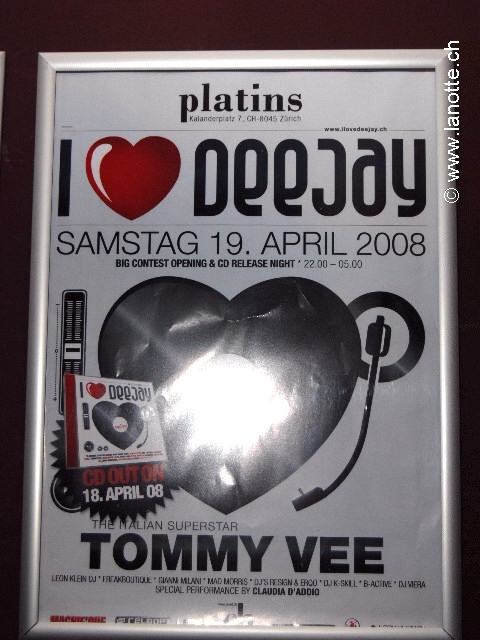 platins
Kalanderplatz 7, CH-8045 Zürich
www.ilovedeejay.ch
I DEEJAY
SAMSTAG 19. APRIL 2008
BIG CONTEST OPENING & CD RELEASE NIGHT * 22.00 - 05.00
I DEEJAY
CD OUT ON
18. APRIL 08
THE ITALIAN SUPERSTAR
TOMMY VEE
LEON KLEIN DJ * FREAKBOUTIQUE * GIANNI MILANI * MAD MORRIS * DJ'S RESIGN & ERQO * DJ K-SKILL * B-ACTIVE * DJ VIERA
SPECIAL PERFORMANCE BY CLAUDIA D'ADDIO
© www.lanotte.ch